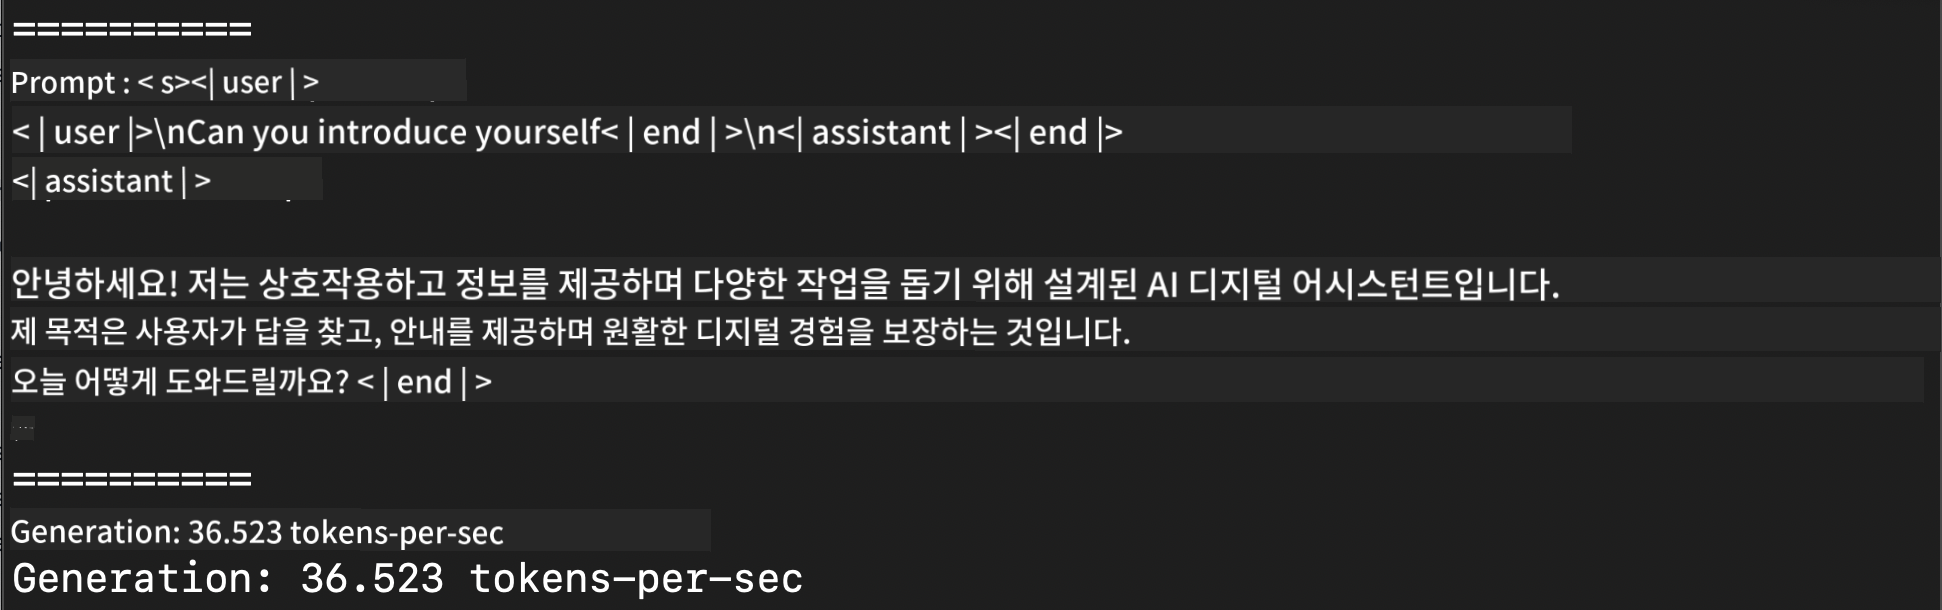 ==========
Prompt : < s><| user | >
< | user |>\nCan you introduce yourself< | end | >\n<| assistant | ><| end |>
<| assistant | >
안녕하세요! 저는 상호작용하고 정보를 제공하며 다양한 작업을 돕기 위해 설계된 AI 디지털 어시스턴트입니다.
제 목적은 사용자가 답을 찾고, 안내를 제공하며 원활한 디지털 경험을 보장하는 것입니다.
오늘 어떻게 도와드릴까요? < | end | >
==========
Generation: 36.523 tokens-per-sec
Generation: 36.523 tokens-per-sec